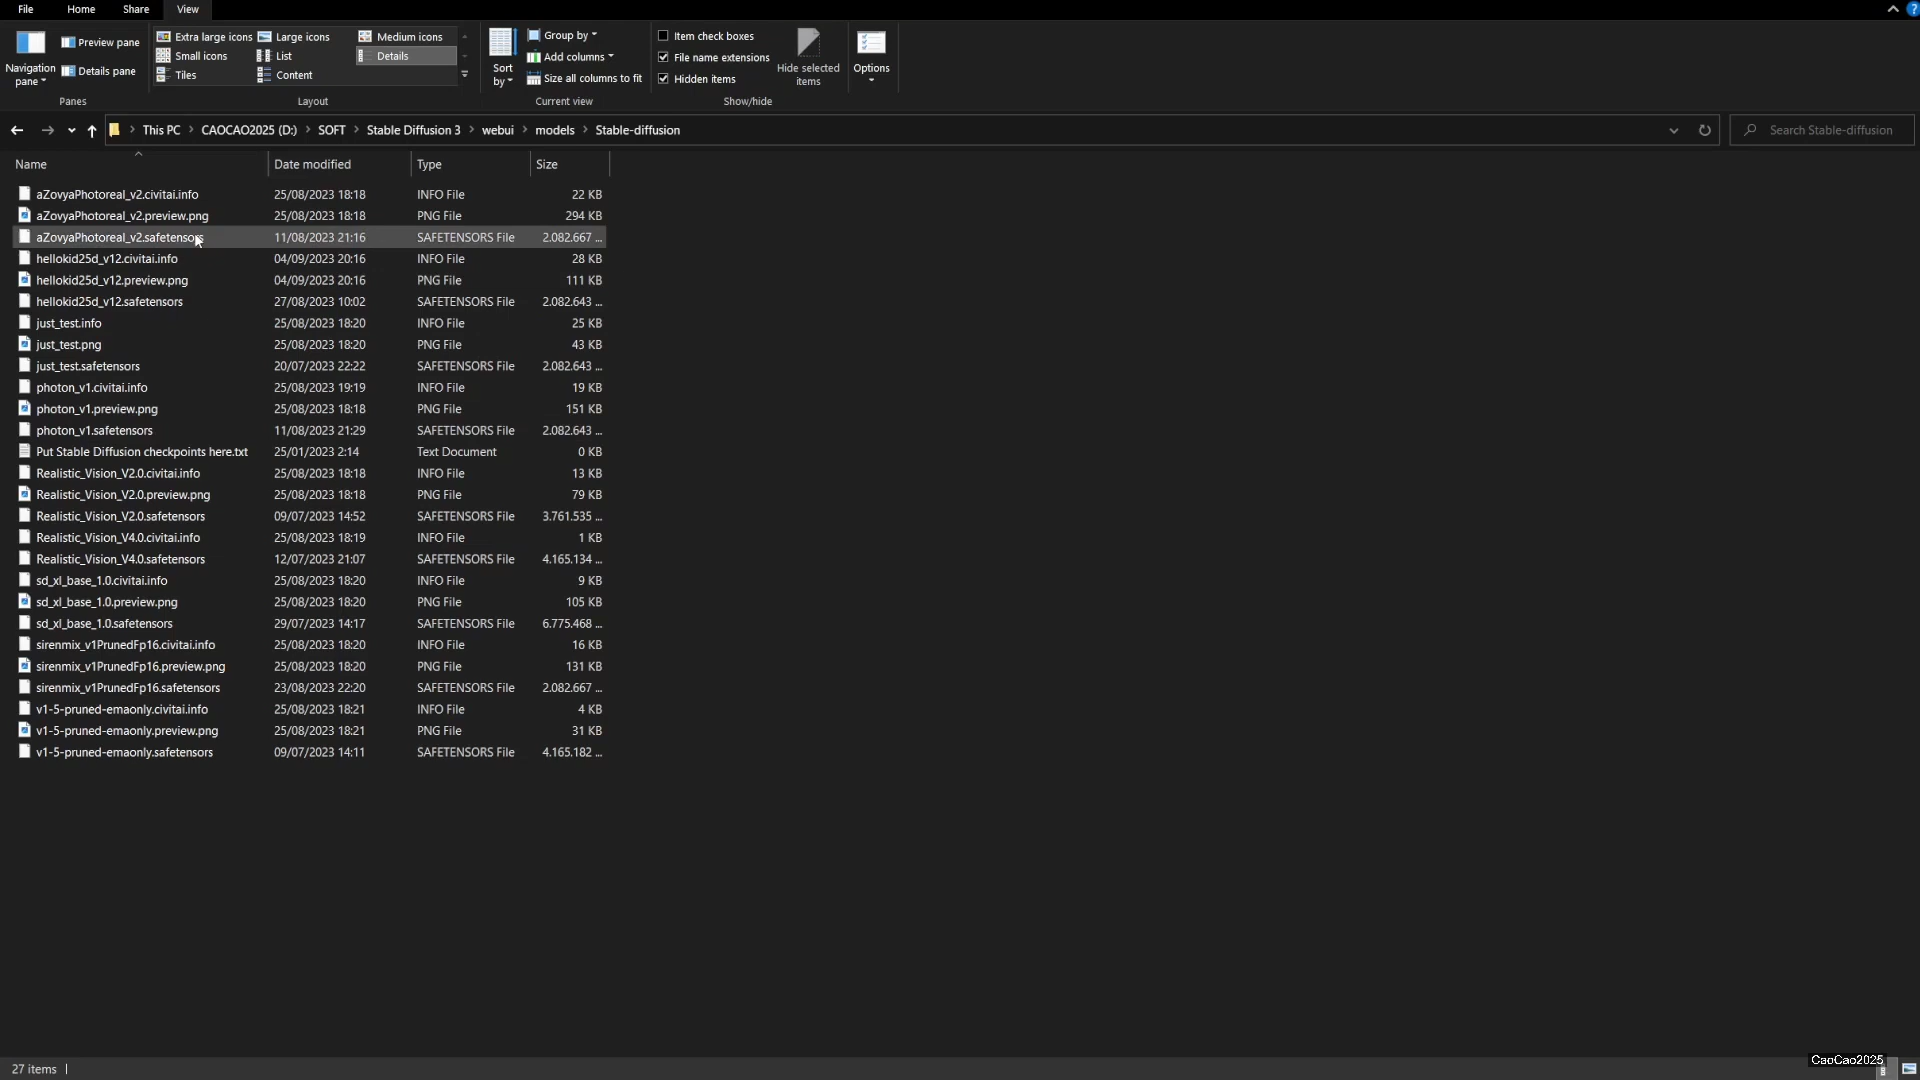 File Home Share View
Navigation pane
Preview pane
Details pane
Panes
Extra large icons Large icons Medium icons
Small icons List Details
Tiles Content
Layout
Sort by
Group by
Add columns
Size all columns to fit
Current view
Item check boxes
File name extensions
Hidden items
Hide selected items
Show/hide
Options
This PC > CAOCAO2025 (D:) > SOFT > Stable Diffusion 3 > webui > models > Stable-diffusion
Search Stable-diffusion
Name Date modified Type Size
aZovyaPhotoreal_v2.civitai.info 25/08/2023 18:18 INFO File 22 KB
aZovyaPhotoreal_v2.preview.png 25/08/2023 18:18 PNG File 294 KB
aZovyaPhotoreal_v2.safetensors 11/08/2023 21:16 SAFETENSORS File 2.082.667 ...
hellokid25d_v12.civitai.info 04/09/2023 20:16 INFO File 28 KB
hellokid25d_v12.preview.png 04/09/2023 20:16 PNG File 111 KB
hellokid25d_v12.safetensors 27/08/2023 10:02 SAFETENSORS File 2.082.643 ...
just_test.info 25/08/2023 18:20 INFO File 25 KB
just_test.png 25/08/2023 18:20 PNG File 43 KB
just_test.safetensors 20/07/2023 22:22 SAFETENSORS File 2.082.643 ...
photon_v1.civitai.info 25/08/2023 19:19 INFO File 19 KB
photon_v1.preview.png 25/08/2023 18:18 PNG File 151 KB
photon_v1.safetensors 11/08/2023 21:29 SAFETENSORS File 2.082.643 ...
Put Stable Diffusion checkpoints here.txt 25/01/2023 2:14 Text Document 0 KB
Realistic_Vision_V2.0.civitai.info 25/08/2023 18:18 INFO File 13 KB
Realistic_Vision_V2.0.preview.png 25/08/2023 18:18 PNG File 79 KB
Realistic_Vision_V2.0.safetensors 09/07/2023 14:52 SAFETENSORS File 3.761.535 ...
Realistic_Vision_V4.0.civitai.info 25/08/2023 18:19 INFO File 1 KB
Realistic_Vision_V4.0.safetensors 12/07/2023 21:07 SAFETENSORS File 4.165.134 ...
sd_xl_base_1.0.civitai.info 25/08/2023 18:20 INFO File 9 KB
sd_xl_base_1.0.preview.png 25/08/2023 18:20 PNG File 105 KB
sd_xl_base_1.0.safetensors 29/07/2023 14:17 SAFETENSORS File 6.775.468 ...
sirenmix_v1PrunedFp16.civitai.info 25/08/2023 18:20 INFO File 16 KB
sirenmix_v1PrunedFp16.preview.png 25/08/2023 18:20 PNG File 131 KB
sirenmix_v1PrunedFp16.safetensors 23/08/2023 22:20 SAFETENSORS File 2.082.667 ...
v1-5-pruned-emaonly.civitai.info 25/08/2023 18:21 INFO File 4 KB
v1-5-pruned-emaonly.preview.png 25/08/2023 18:21 PNG File 31 KB
v1-5-pruned-emaonly.safetensors 09/07/2023 14:11 SAFETENSORS File 4.165.182 ...
27 items
CaoCao2025